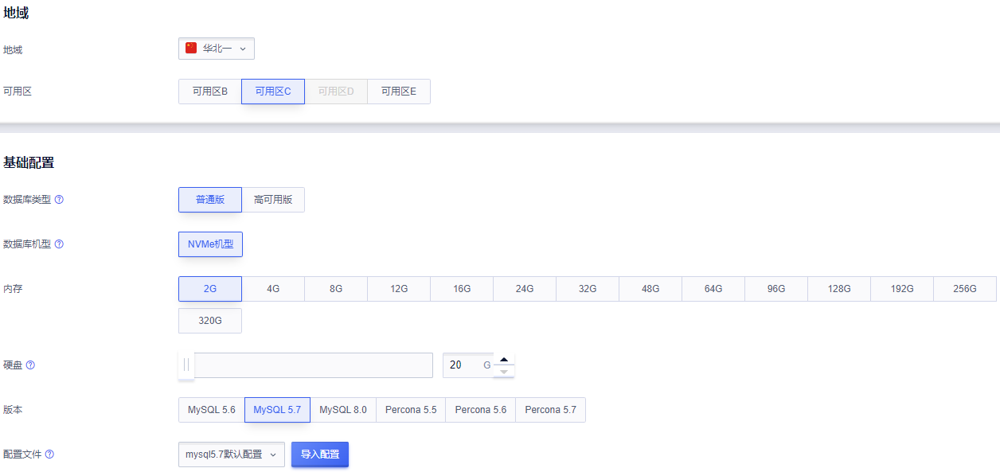 地域
地域 华北一
可用区 可用区B 可用区C 可用区D 可用区E
基础配置
数据库类型 普通版 高可用版
数据库机型 NVMe机型
内存 2G 4G 8G 12G 16G 24G 32G 48G 64G 96G 128G 192G 256G
320G
硬盘 20 G
版本 MySQL 5.6 MySQL 5.7 MySQL 8.0 Percona 5.5 Percona 5.6 Percona 5.7
配置文件 mysql5.7默认配置 导入配置